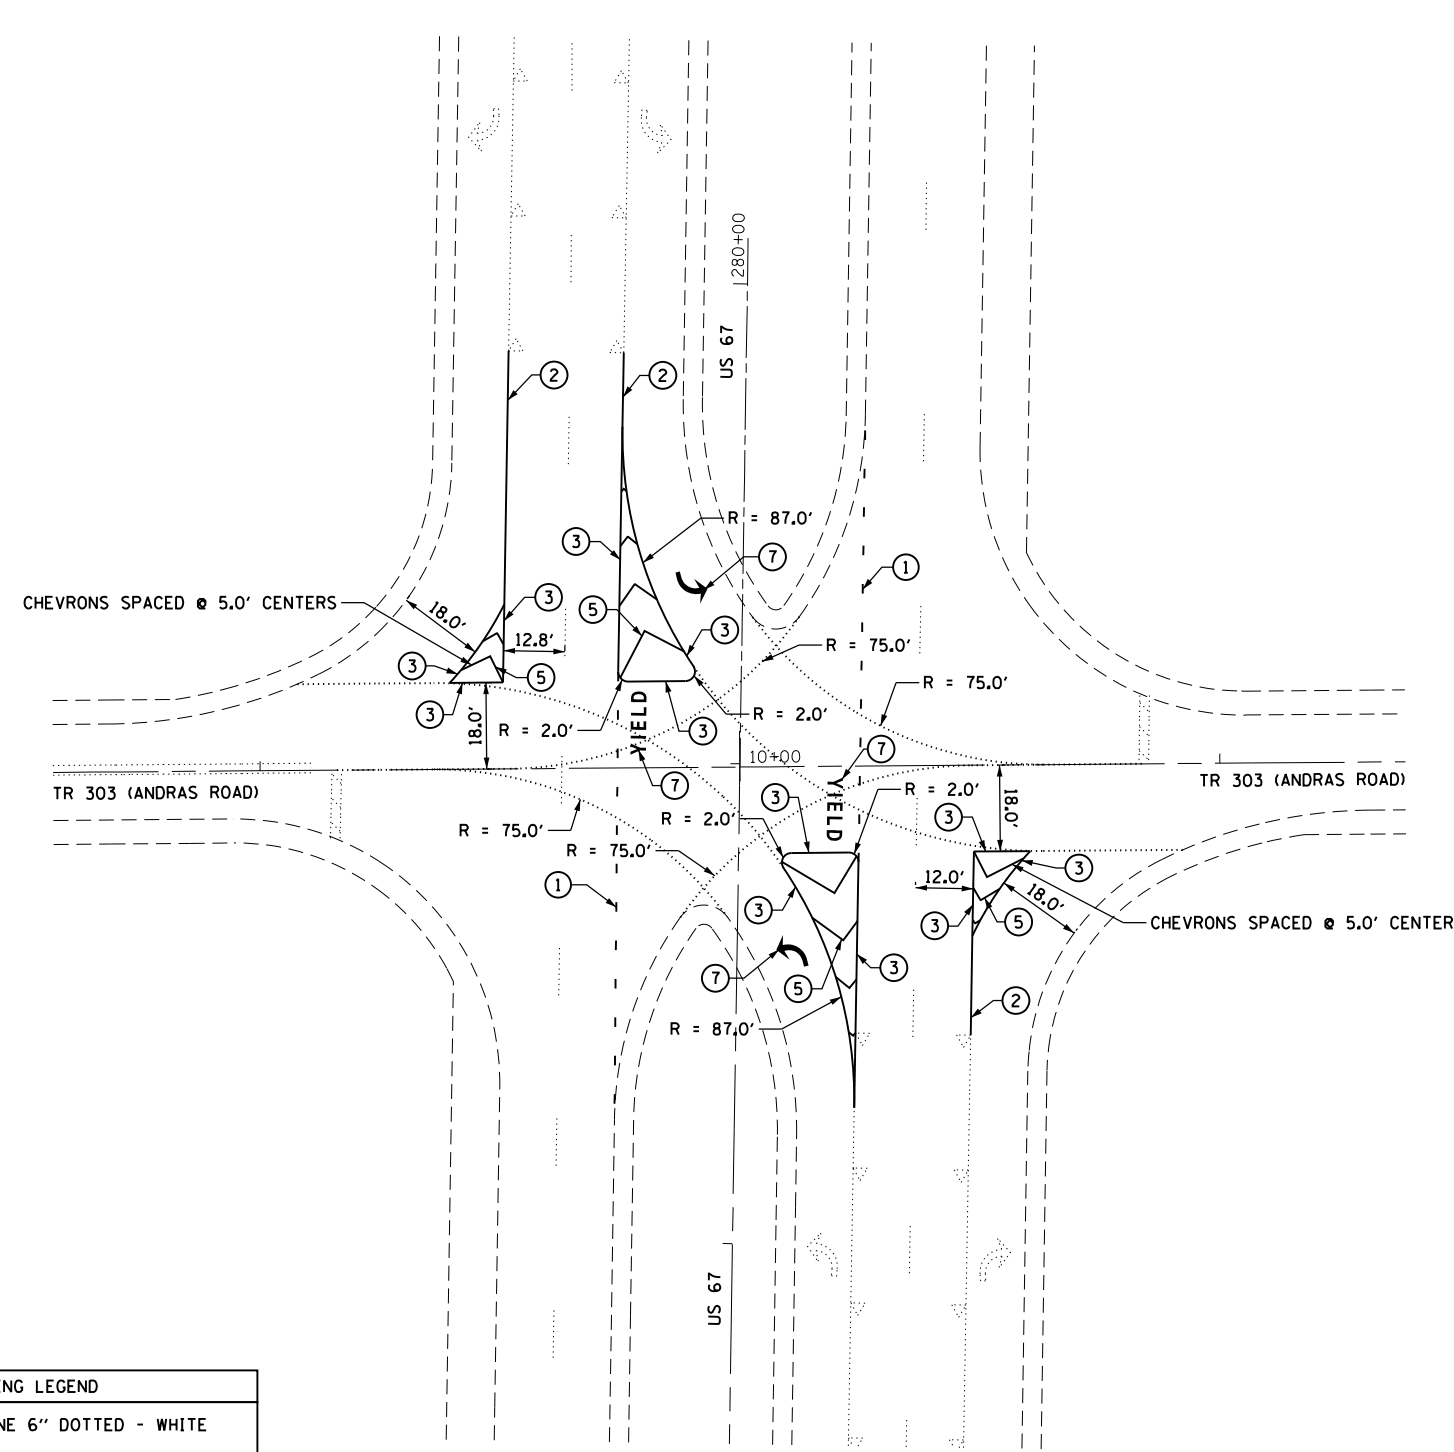 280+00
US 67
2
2
R = 87.0'
3
7
1
CHEVRONS SPACED @ 5.0' CENTERS
18.0'
3
5
3
12.8'
R = 75.0'
3
5
R = 75.0'
3
18.0'
R = 2.0'
YIELD
3
R = 2.0'
7
10+00
TR 303 (ANDRAS ROAD)
TR 303 (ANDRAS ROAD)
7
3
YIELD
R = 2.0'
18.0'
R = 2.0'
3
R = 75.0'
R = 75.0'
3
12.0'
18.0'
1
3
3
5
CHEVRONS SPACED @ 5.0' CENTER
7
5
3
2
R = 87.0'
US 67
NG LEGEND
NE 6" DOTTED - WHITE